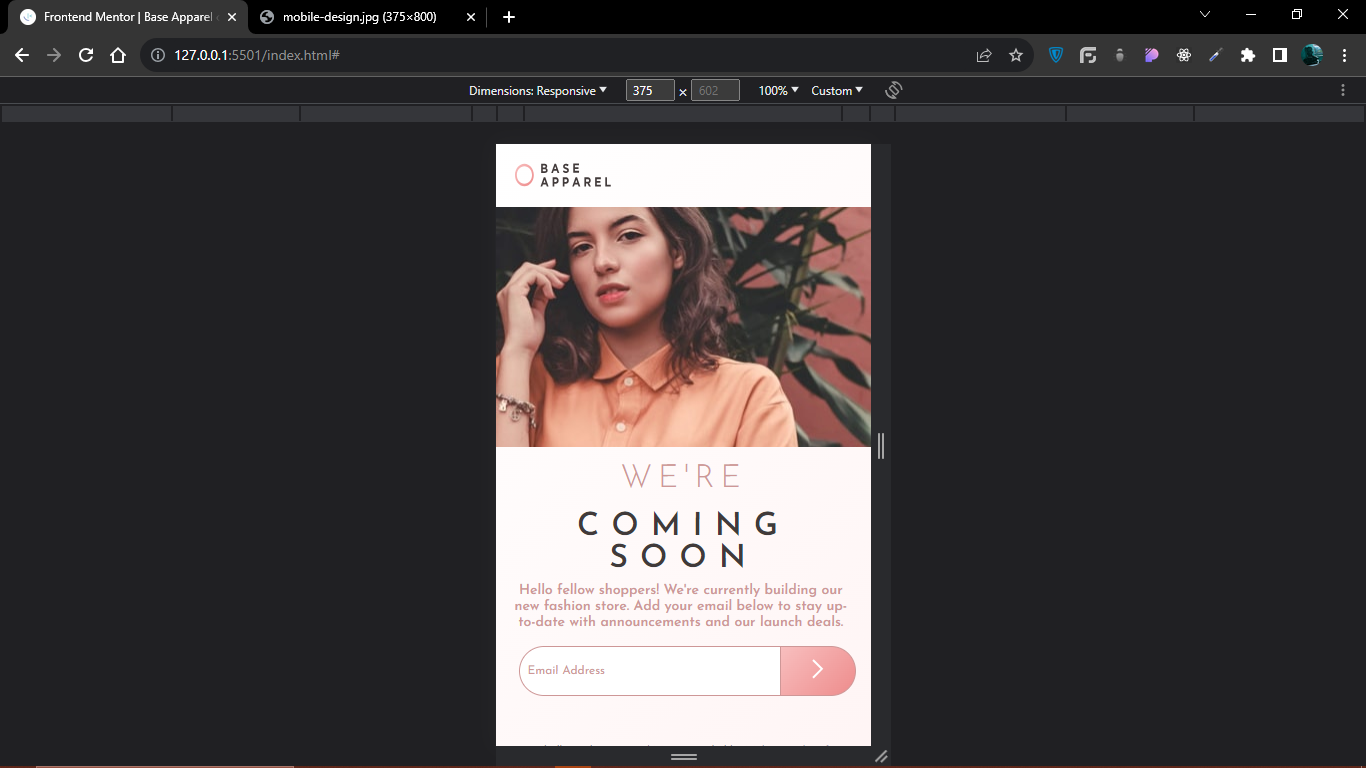 Frontend Mentor | Base Apparel
mobile-design.jpg (375×800)
127.0.0.1:5501/index.html#
Dimensions: Responsive
375
×
602
100%
Custom
BASE
APPAREL
WE'RE
COMING
SOON
Hello fellow shoppers! We're currently building our
new fashion store. Add your email below to stay up-
to-date with announcements and our launch deals.
Email Address